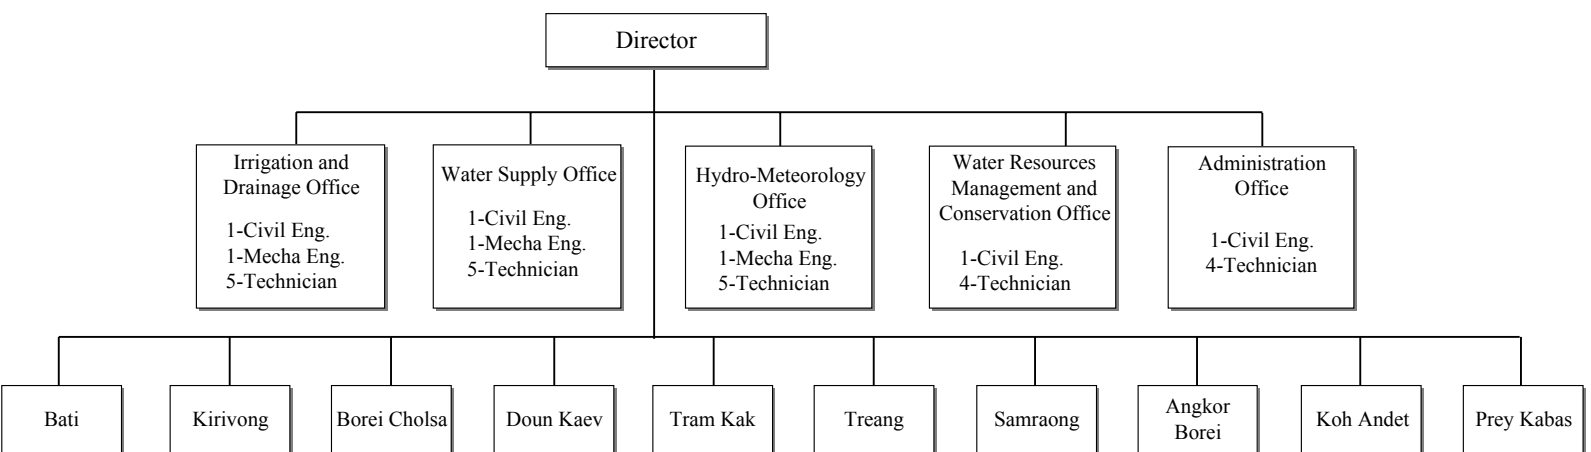 Director
Irrigation and
Drainage Office
1-Civil Eng.
1-Mecha Eng.
5-Technician
Water Supply Office
1-Civil Eng.
1-Mecha Eng.
5-Technician
Hydro-Meteorology
Office
1-Civil Eng.
1-Mecha Eng.
5-Technician
Water Resources
Management and
Conservation Office
1-Civil Eng.
4-Technician
Administration
Office
1-Civil Eng.
4-Technician
Bati
Kirivong
Borei Cholsa
Doun Kaev
Tram Kak
Treang
Samraong
Angkor
Borei
Koh Andet
Prey Kabas